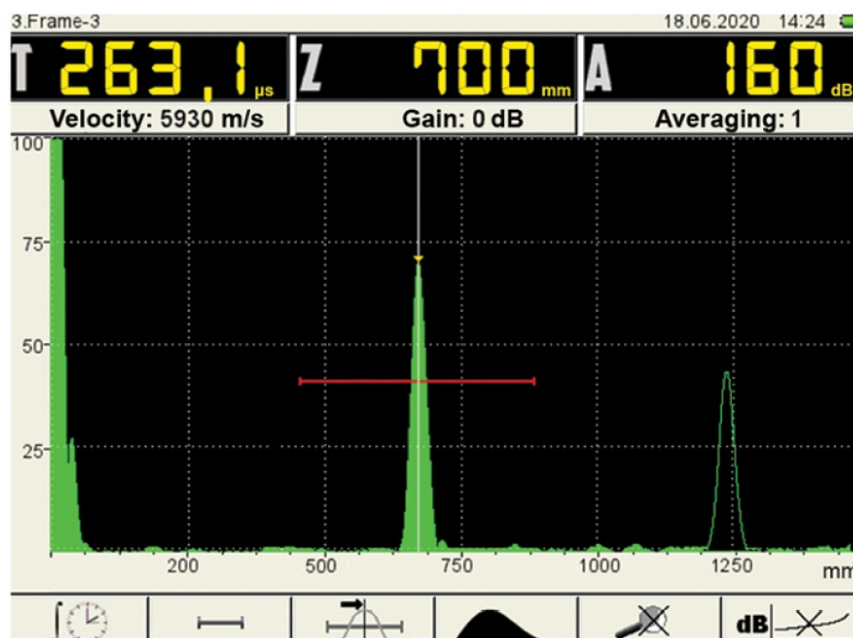 3.Frame-3 18.06.2020 14:24
T 263,1 µs Z 700 mm A 160 dB
Velocity: 5930 m/s Gain: 0 dB Averaging: 1
100
75
50
25
200 500 750 1000 1250 mm
dB